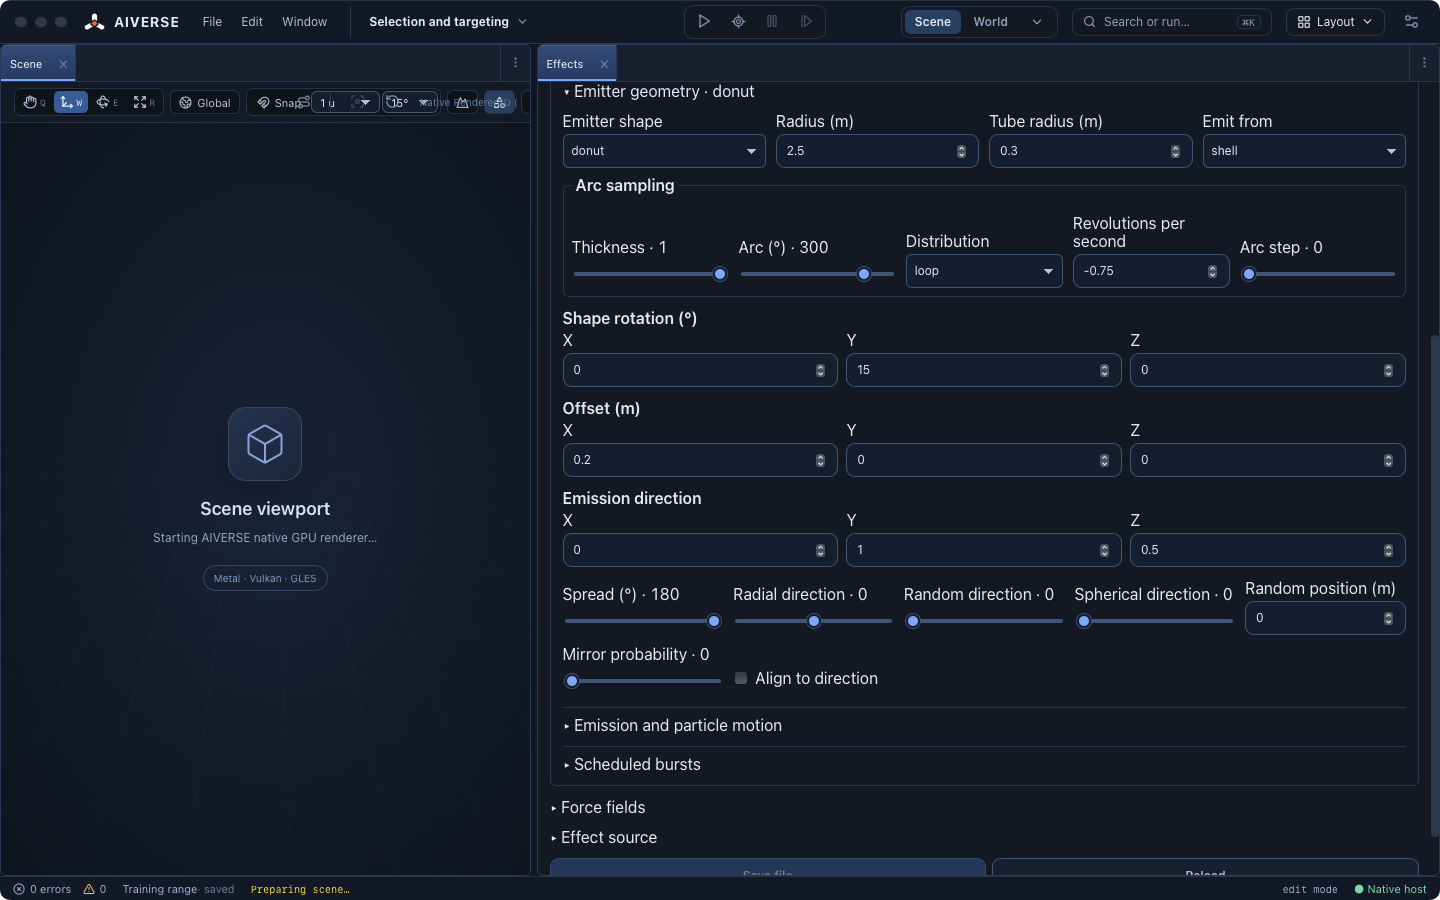 AIVERSE File Edit Window Selection and targeting Scene World Search or run... ⌘K Layout
Scene
Effects
Q W E R Global Snap 1 u 15°
Emitter geometry · donut
Emitter shape Radius (m) Tube radius (m) Emit from
donut 2.5 0.3 shell
Arc sampling
Revolutions per second
Thickness · 1 Arc (°) · 300 Distribution Arc step · 0
loop -0.75
Shape rotation (°)
X Y Z
0 15 0
Offset (m)
X Y Z
0.2 0 0
Emission direction
X Y Z
0 1 0.5
Spread (°) · 180 Radial direction · 0 Random direction · 0 Spherical direction · 0 Random position (m)
0
Mirror probability · 0 Align to direction
Emission and particle motion
Scheduled bursts
Force fields
Effect source
Save file Reload
Scene viewport
Starting AIVERSE native GPU renderer...
Metal · Vulkan · GLES
0 errors 0 Training range · saved Preparing scene… edit mode Native host